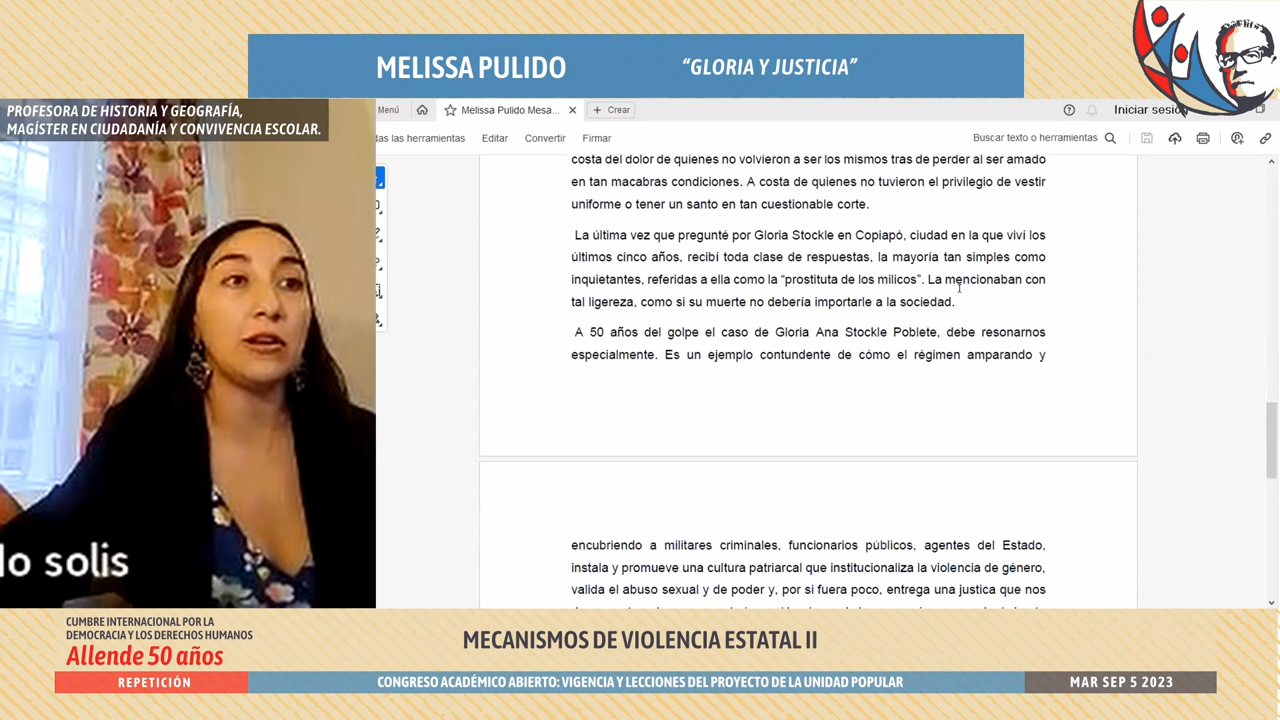 MELISSA PULIDO
“GLORIA Y JUSTICIA”
PROFESORA DE HISTORIA Y GEOGRAFÍA,
MAGÍSTER EN CIUDADANÍA Y CONVIVENCIA ESCOLAR.
Menú
Melissa Pulido Mesa...
Crear
Iniciar sesión
las herramientas
Editar
Convertir
Firmar
Buscar texto o herramientas
costa del dolor de quienes no volvieron a ser los mismos tras de perder al ser amado
en tan macabras condiciones. A costa de quienes no tuvieron el privilegio de vestir
uniforme o tener un santo en tan cuestionable corte.
La última vez que pregunté por Gloria Stockle en Copiapó, ciudad en la que viví los
últimos cinco años, recibí toda clase de respuestas, la mayoría tan simples como
inquietantes, referidas a ella como la “prostituta de los milicos”. La mencionaban con
tal ligereza, como si su muerte no debería importarle a la sociedad.
A 50 años del golpe el caso de Gloria Ana Stockle Poblete, debe resonarnos
especialmente. Es un ejemplo contundente de cómo el régimen amparando y
encubriendo a militares criminales, funcionarios públicos, agentes del Estado,
instala y promueve una cultura patriarcal que institucionaliza la violencia de género,
valida el abuso sexual y de poder y, por si fuera poco, entrega una justica que nos
do solis
CUMBRE INTERNACIONAL POR LA
DEMOCRACIA Y LOS DERECHOS HUMANOS
Allende 50 años
MECANISMOS DE VIOLENCIA ESTATAL II
REPETICIÓN
CONGRESO ACADÉMICO ABIERTO: VIGENCIA Y LECCIONES DEL PROYECTO DE LA UNIDAD POPULAR
MAR SEP 5 2023